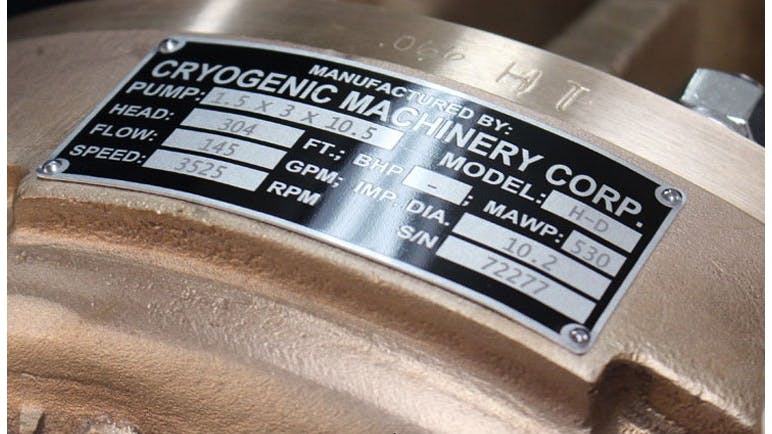 .066 HT
MANUFACTURED BY:
CRYOGENIC MACHINERY CORP.
PUMP: 1.5 X 3 X 10.5 MODEL: H-D
HEAD: 304 FT.; BHP - ; MAWP: 530
FLOW: 145 GPM; IMP. DIA. 10.2
SPEED: 3525 RPM S/N 72277